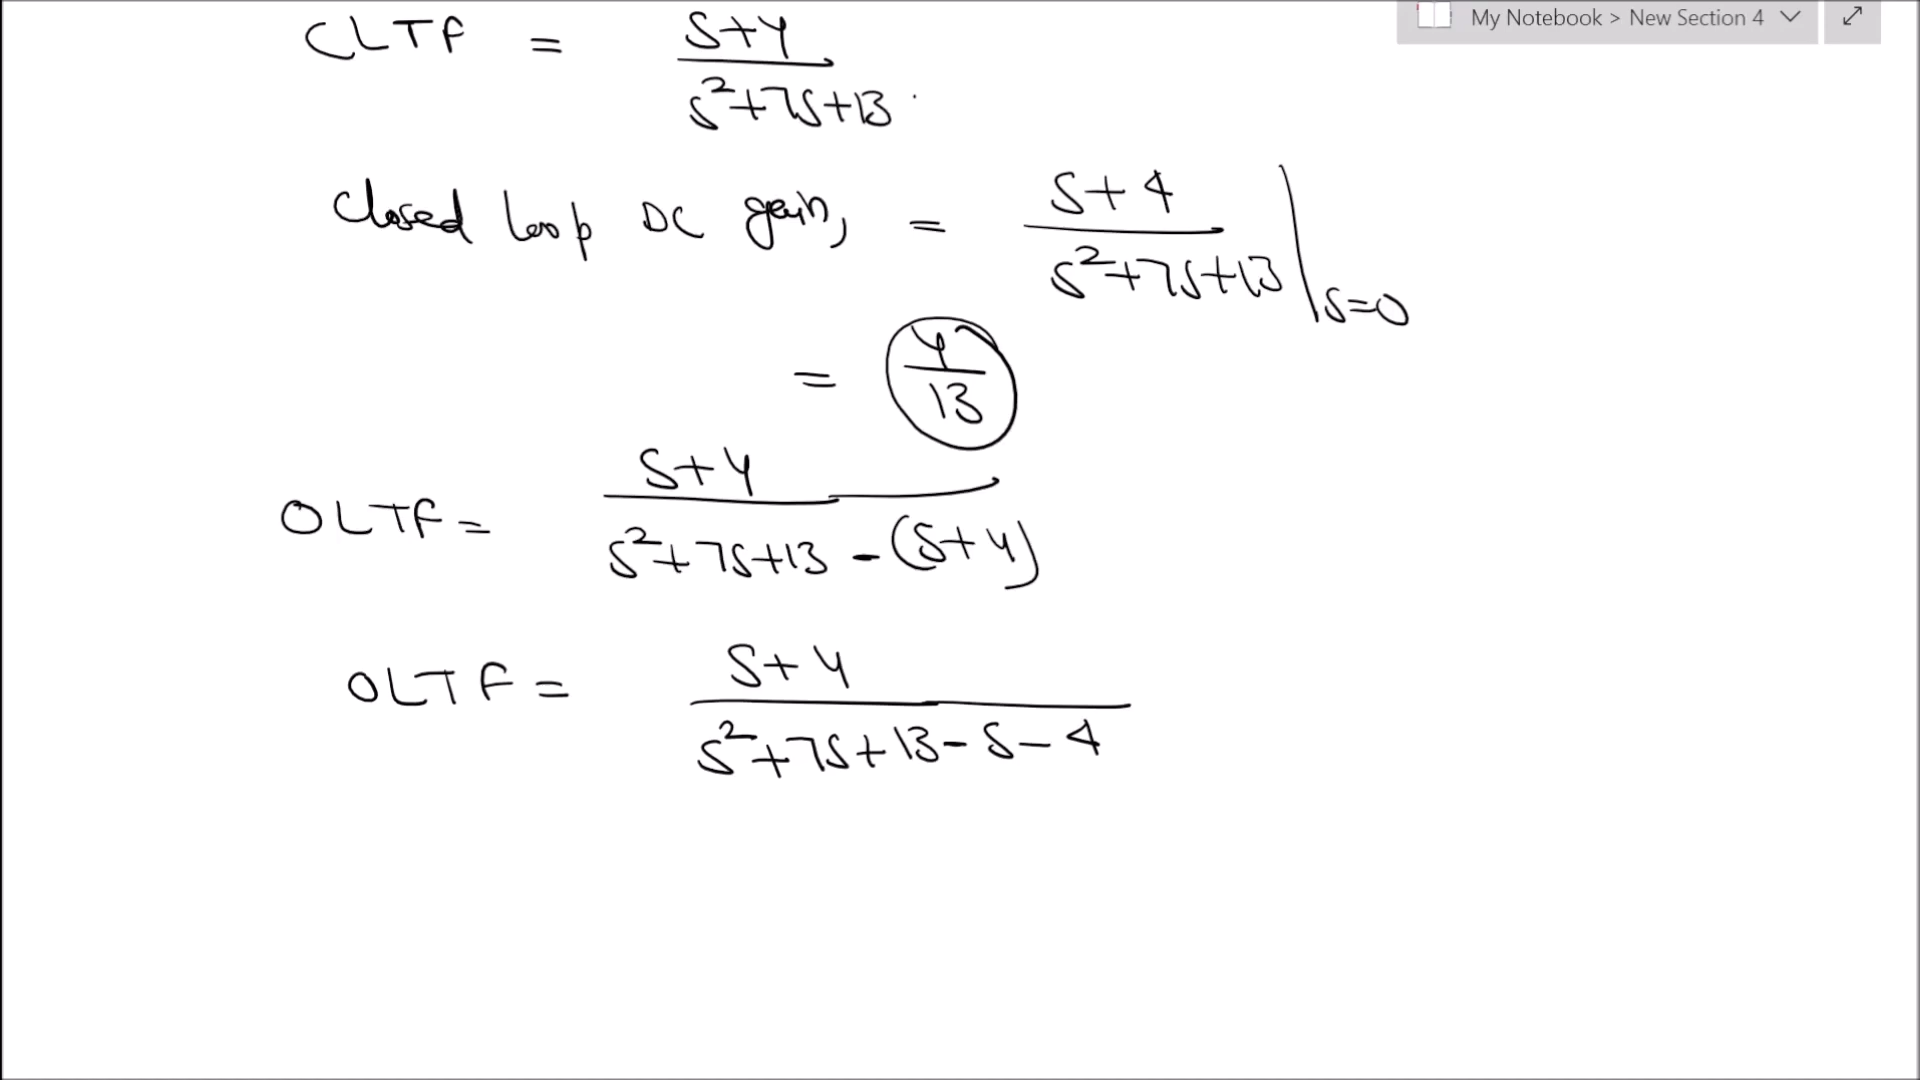 My Notebook > New Section 4
CLTF = (s+4)/(s²+7s+13)
Closed loop DC gain, = (s+4)/(s²+7s+13) |s=0
= 4/13
OLTF = (s+4)/(s²+7s+13 - (s+4))
OLTF = (s+4)/(s²+7s+13-s-4)